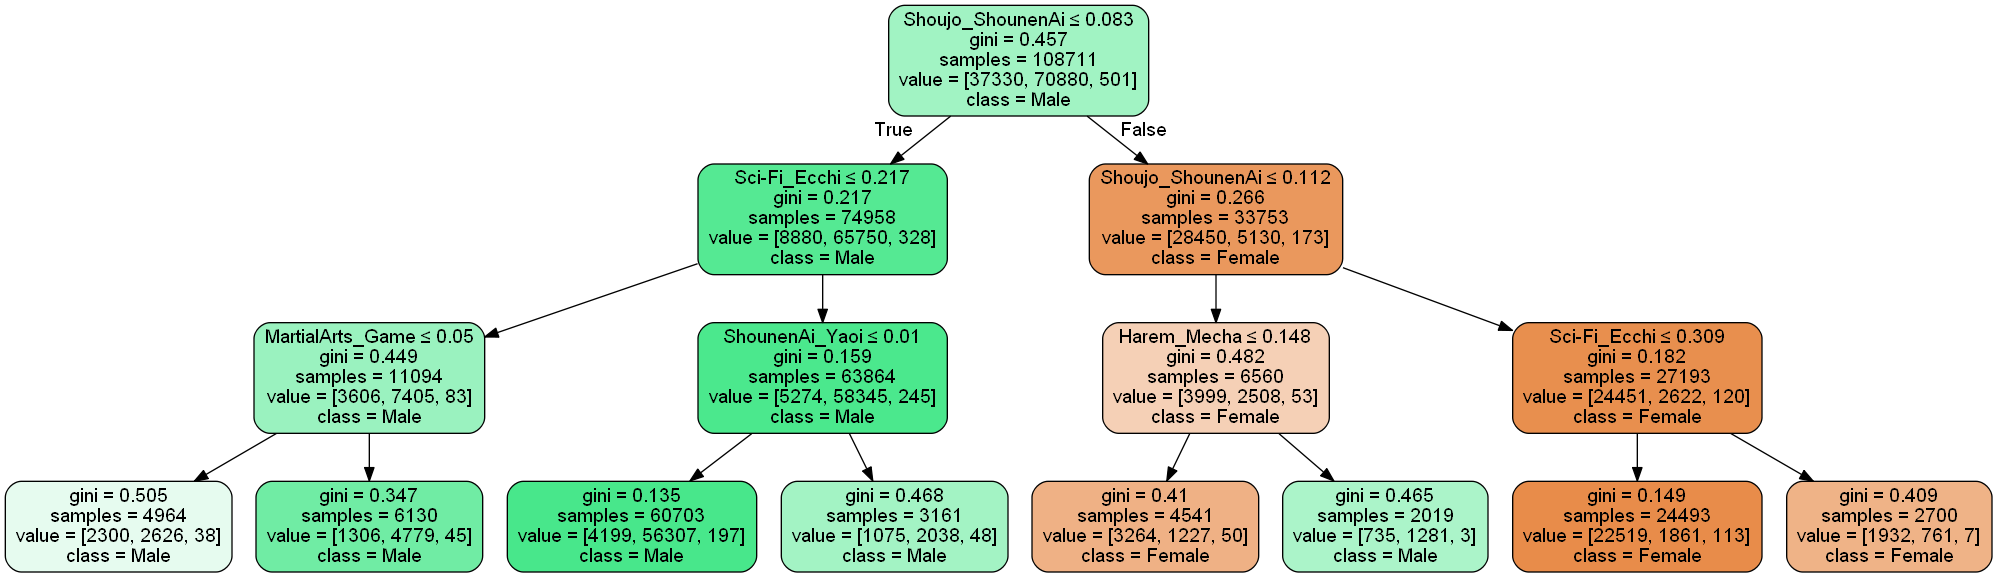 Shoujo_ShounenAi ≤ 0.083
gini = 0.457
samples = 108711
value = [37330, 70880, 501]
class = Male
True
False
Sci-Fi_Ecchi ≤ 0.217
gini = 0.217
samples = 74958
value = [8880, 65750, 328]
class = Male
Shoujo_ShounenAi ≤ 0.112
gini = 0.266
samples = 33753
value = [28450, 5130, 173]
class = Female
MartialArts_Game ≤ 0.05
gini = 0.449
samples = 11094
value = [3606, 7405, 83]
class = Male
ShounenAi_Yaoi ≤ 0.01
gini = 0.159
samples = 63864
value = [5274, 58345, 245]
class = Male
Harem_Mecha ≤ 0.148
gini = 0.482
samples = 6560
value = [3999, 2508, 53]
class = Female
Sci-Fi_Ecchi ≤ 0.309
gini = 0.182
samples = 27193
value = [24451, 2622, 120]
class = Female
gini = 0.505
samples = 4964
value = [2300, 2626, 38]
class = Male
gini = 0.347
samples = 6130
value = [1306, 4779, 45]
class = Male
gini = 0.135
samples = 60703
value = [4199, 56307, 197]
class = Male
gini = 0.468
samples = 3161
value = [1075, 2038, 48]
class = Male
gini = 0.41
samples = 4541
value = [3264, 1227, 50]
class = Female
gini = 0.465
samples = 2019
value = [735, 1281, 3]
class = Male
gini = 0.149
samples = 24493
value = [22519, 1861, 113]
class = Female
gini = 0.409
samples = 2700
value = [1932, 761, 7]
class = Female